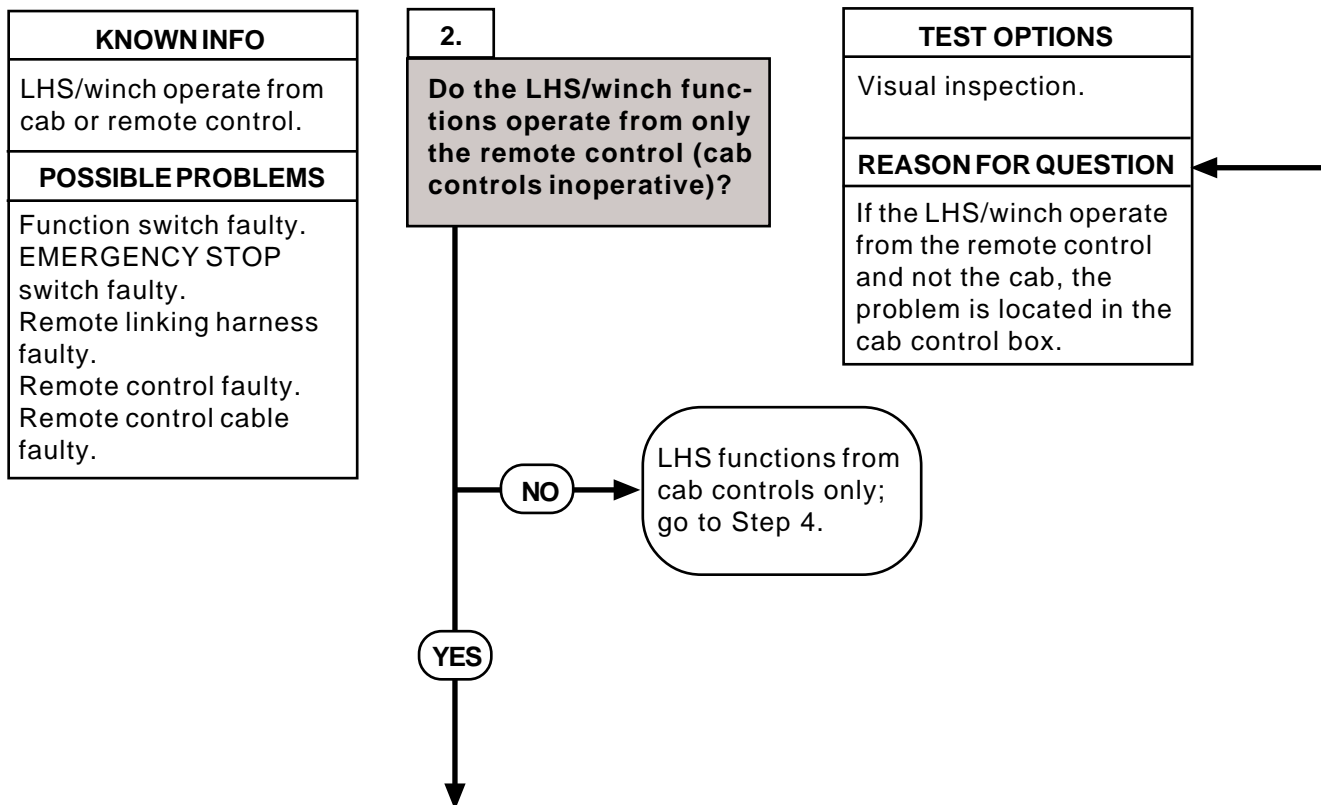 KNOWN INFO
LHS/winch operate from
cab or remote control.
POSSIBLE PROBLEMS
Function switch faulty.
EMERGENCY STOP
switch faulty.
Remote linking harness
faulty.
Remote control faulty.
Remote control cable
faulty.
2.
Do the LHS/winch func-
tions operate from only
the remote control (cab
controls inoperative)?
TEST OPTIONS
Visual inspection.
REASON FOR QUESTION
If the LHS/winch operate
from the remote control
and not the cab, the
problem is located in the
cab control box.
NO
LHS functions from
cab controls only;
go to Step 4.
YES